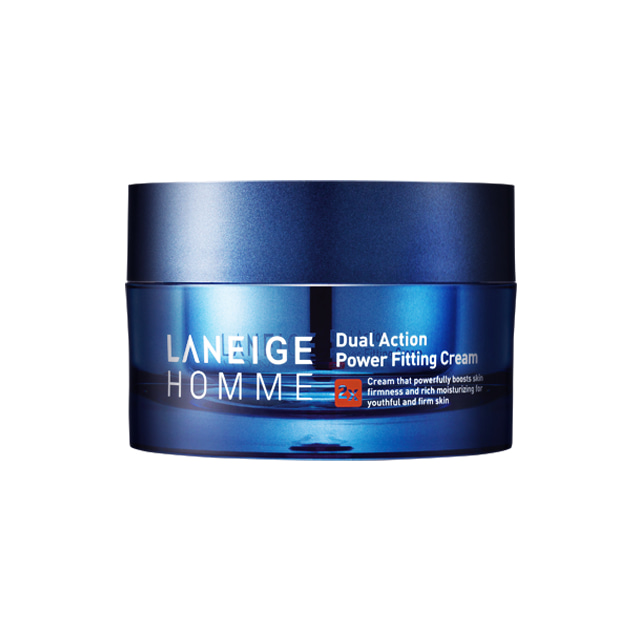 LANEIGE
HOMME
Dual Action
Power Fitting Cream
2x
Cream that powerfully boosts skin
firmness and rich moisturizing for
youthful and firm skin